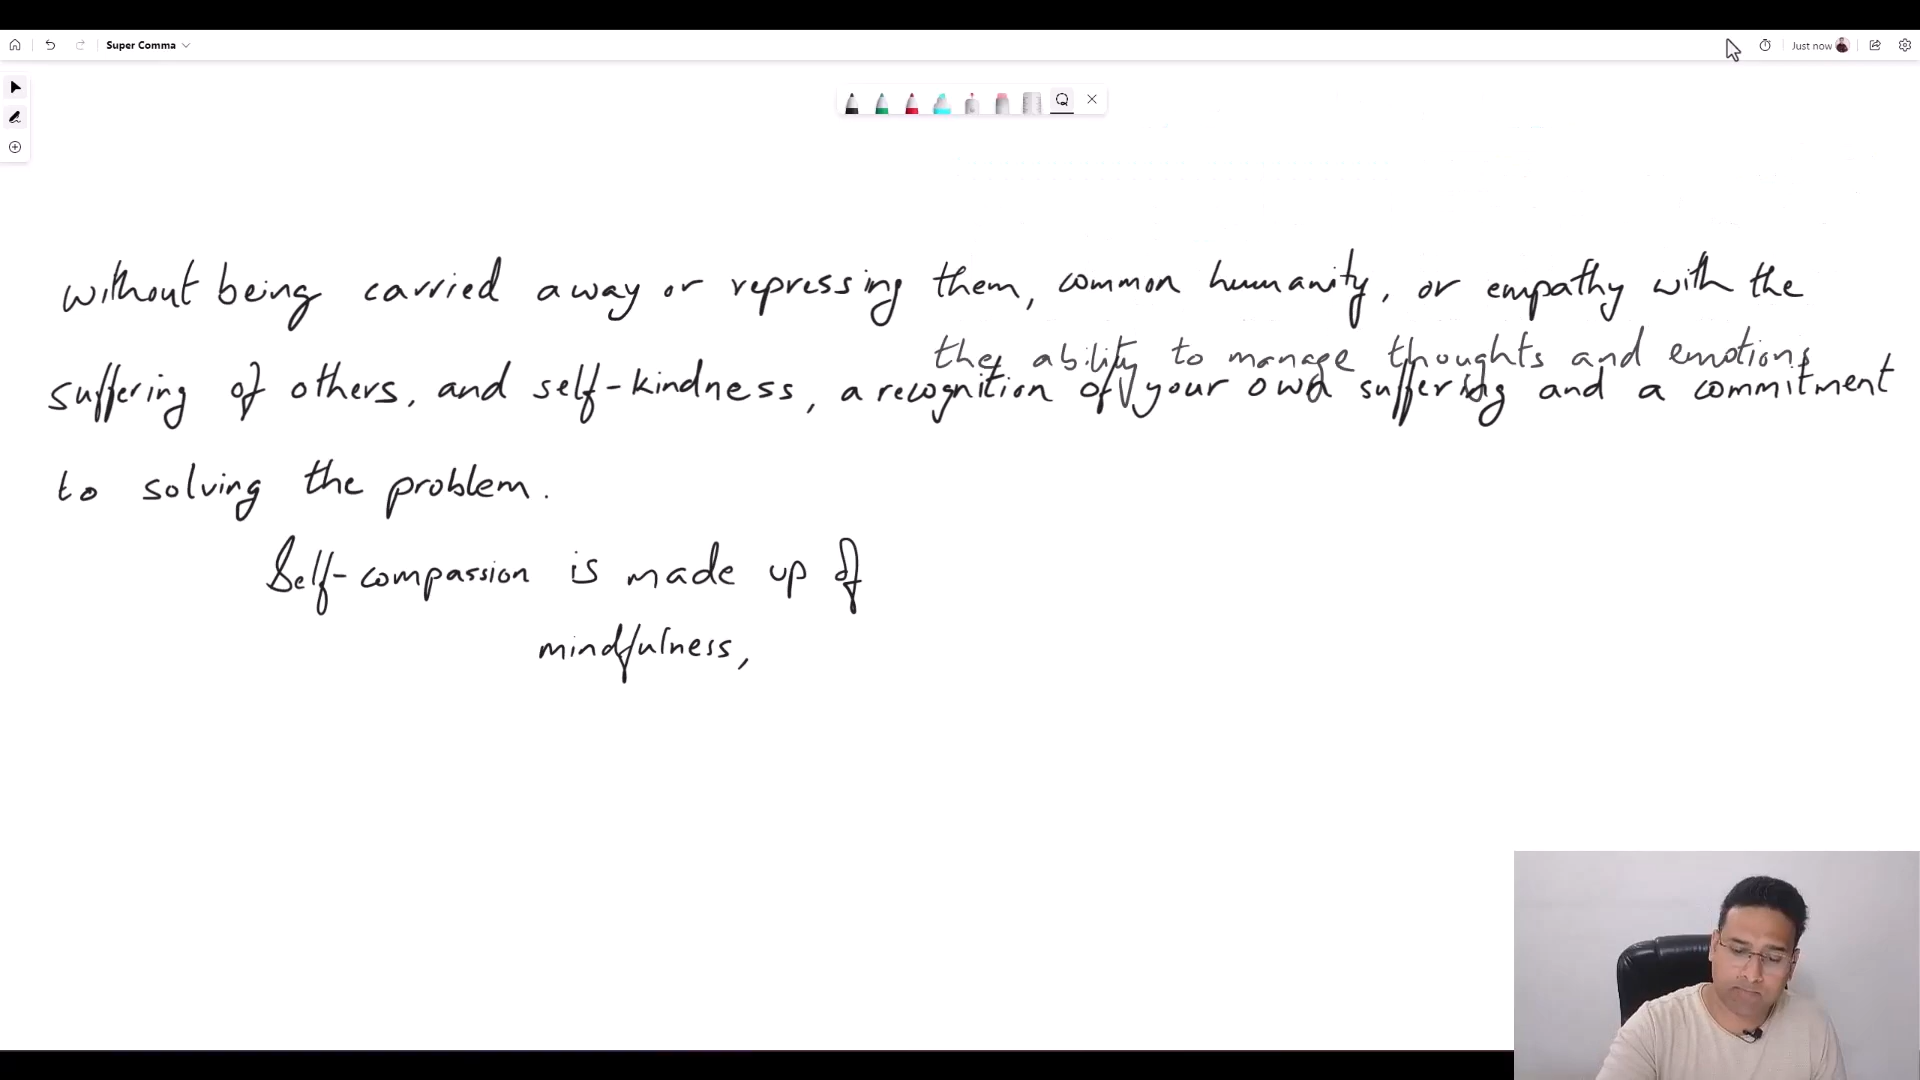 Super Comma
Just now
without being carried away or repressing them, common humanity, or empathy with the
they ability to manage thoughts and emotions
suffering of others, and self-kindness, a recognition of your own suffering and a commitment
to solving the problem.
Self-compassion is made up of
mindfulness,